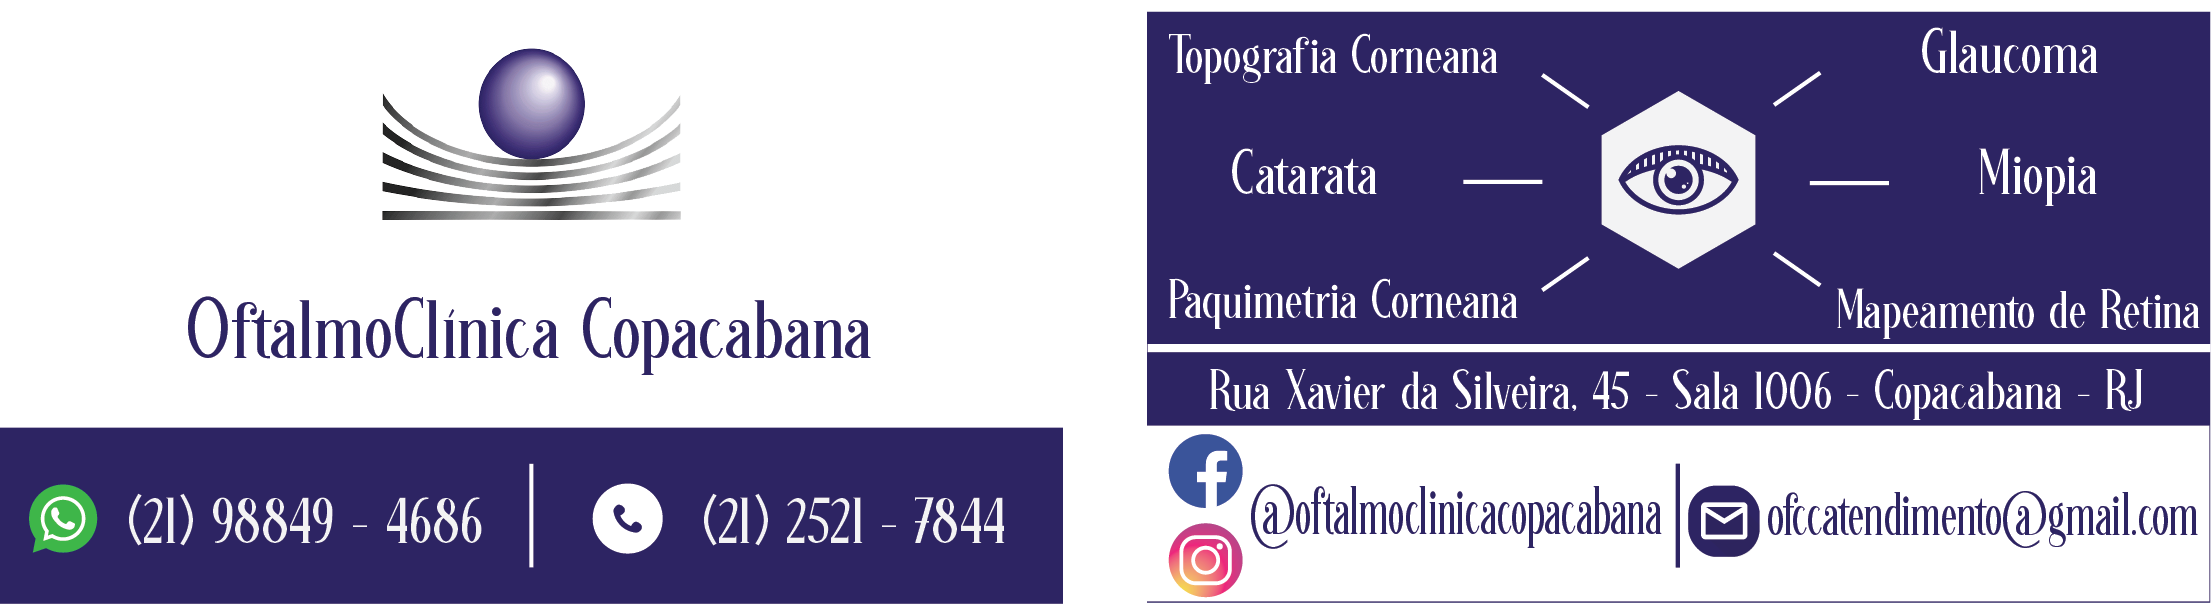 OftalmoClínica Copacabana
(21) 98849 - 4686
(21) 2521 - 7844
Topografia Corneana
Glaucoma
Catarata
Miopia
Paquimetria Corneana
Mapeamento de Retina
Rua Xavier da Silveira, 45 - Sala 1006 - Copacabana - RJ
@oftalmoclinicacopacabana
ofccatendimento@gmail.com